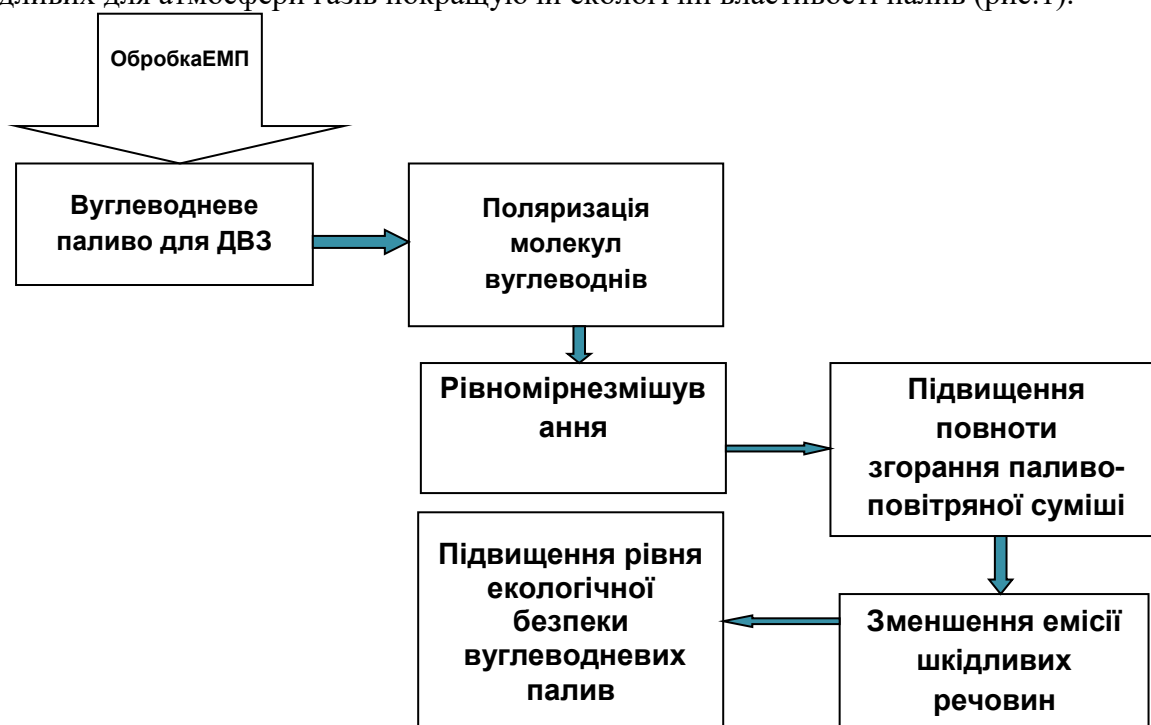 дливих для атмосфери газів покращуючи екологічні властивості палив (рис.1).
ОбробкаЕМП
Вуглеводневе
паливо для ДВЗ
Поляризація
молекул
вуглеводнів
Рівномірнезмішув
ання
Підвищення
повноти
згорання паливо-
повітряної суміші
Зменшення емісії
шкідливих
речовин
Підвищення рівня
екологічної
безпеки
вуглеводневих
палив